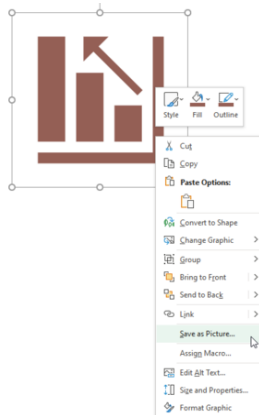 Style Fill Outline
Cut
Copy
Paste Options:
Convert to Shape
Change Graphic
Group
Bring to Front
Send to Back
Link
Save as Picture...
Assign Macro...
Edit Alt Text...
Size and Properties...
Format Graphic